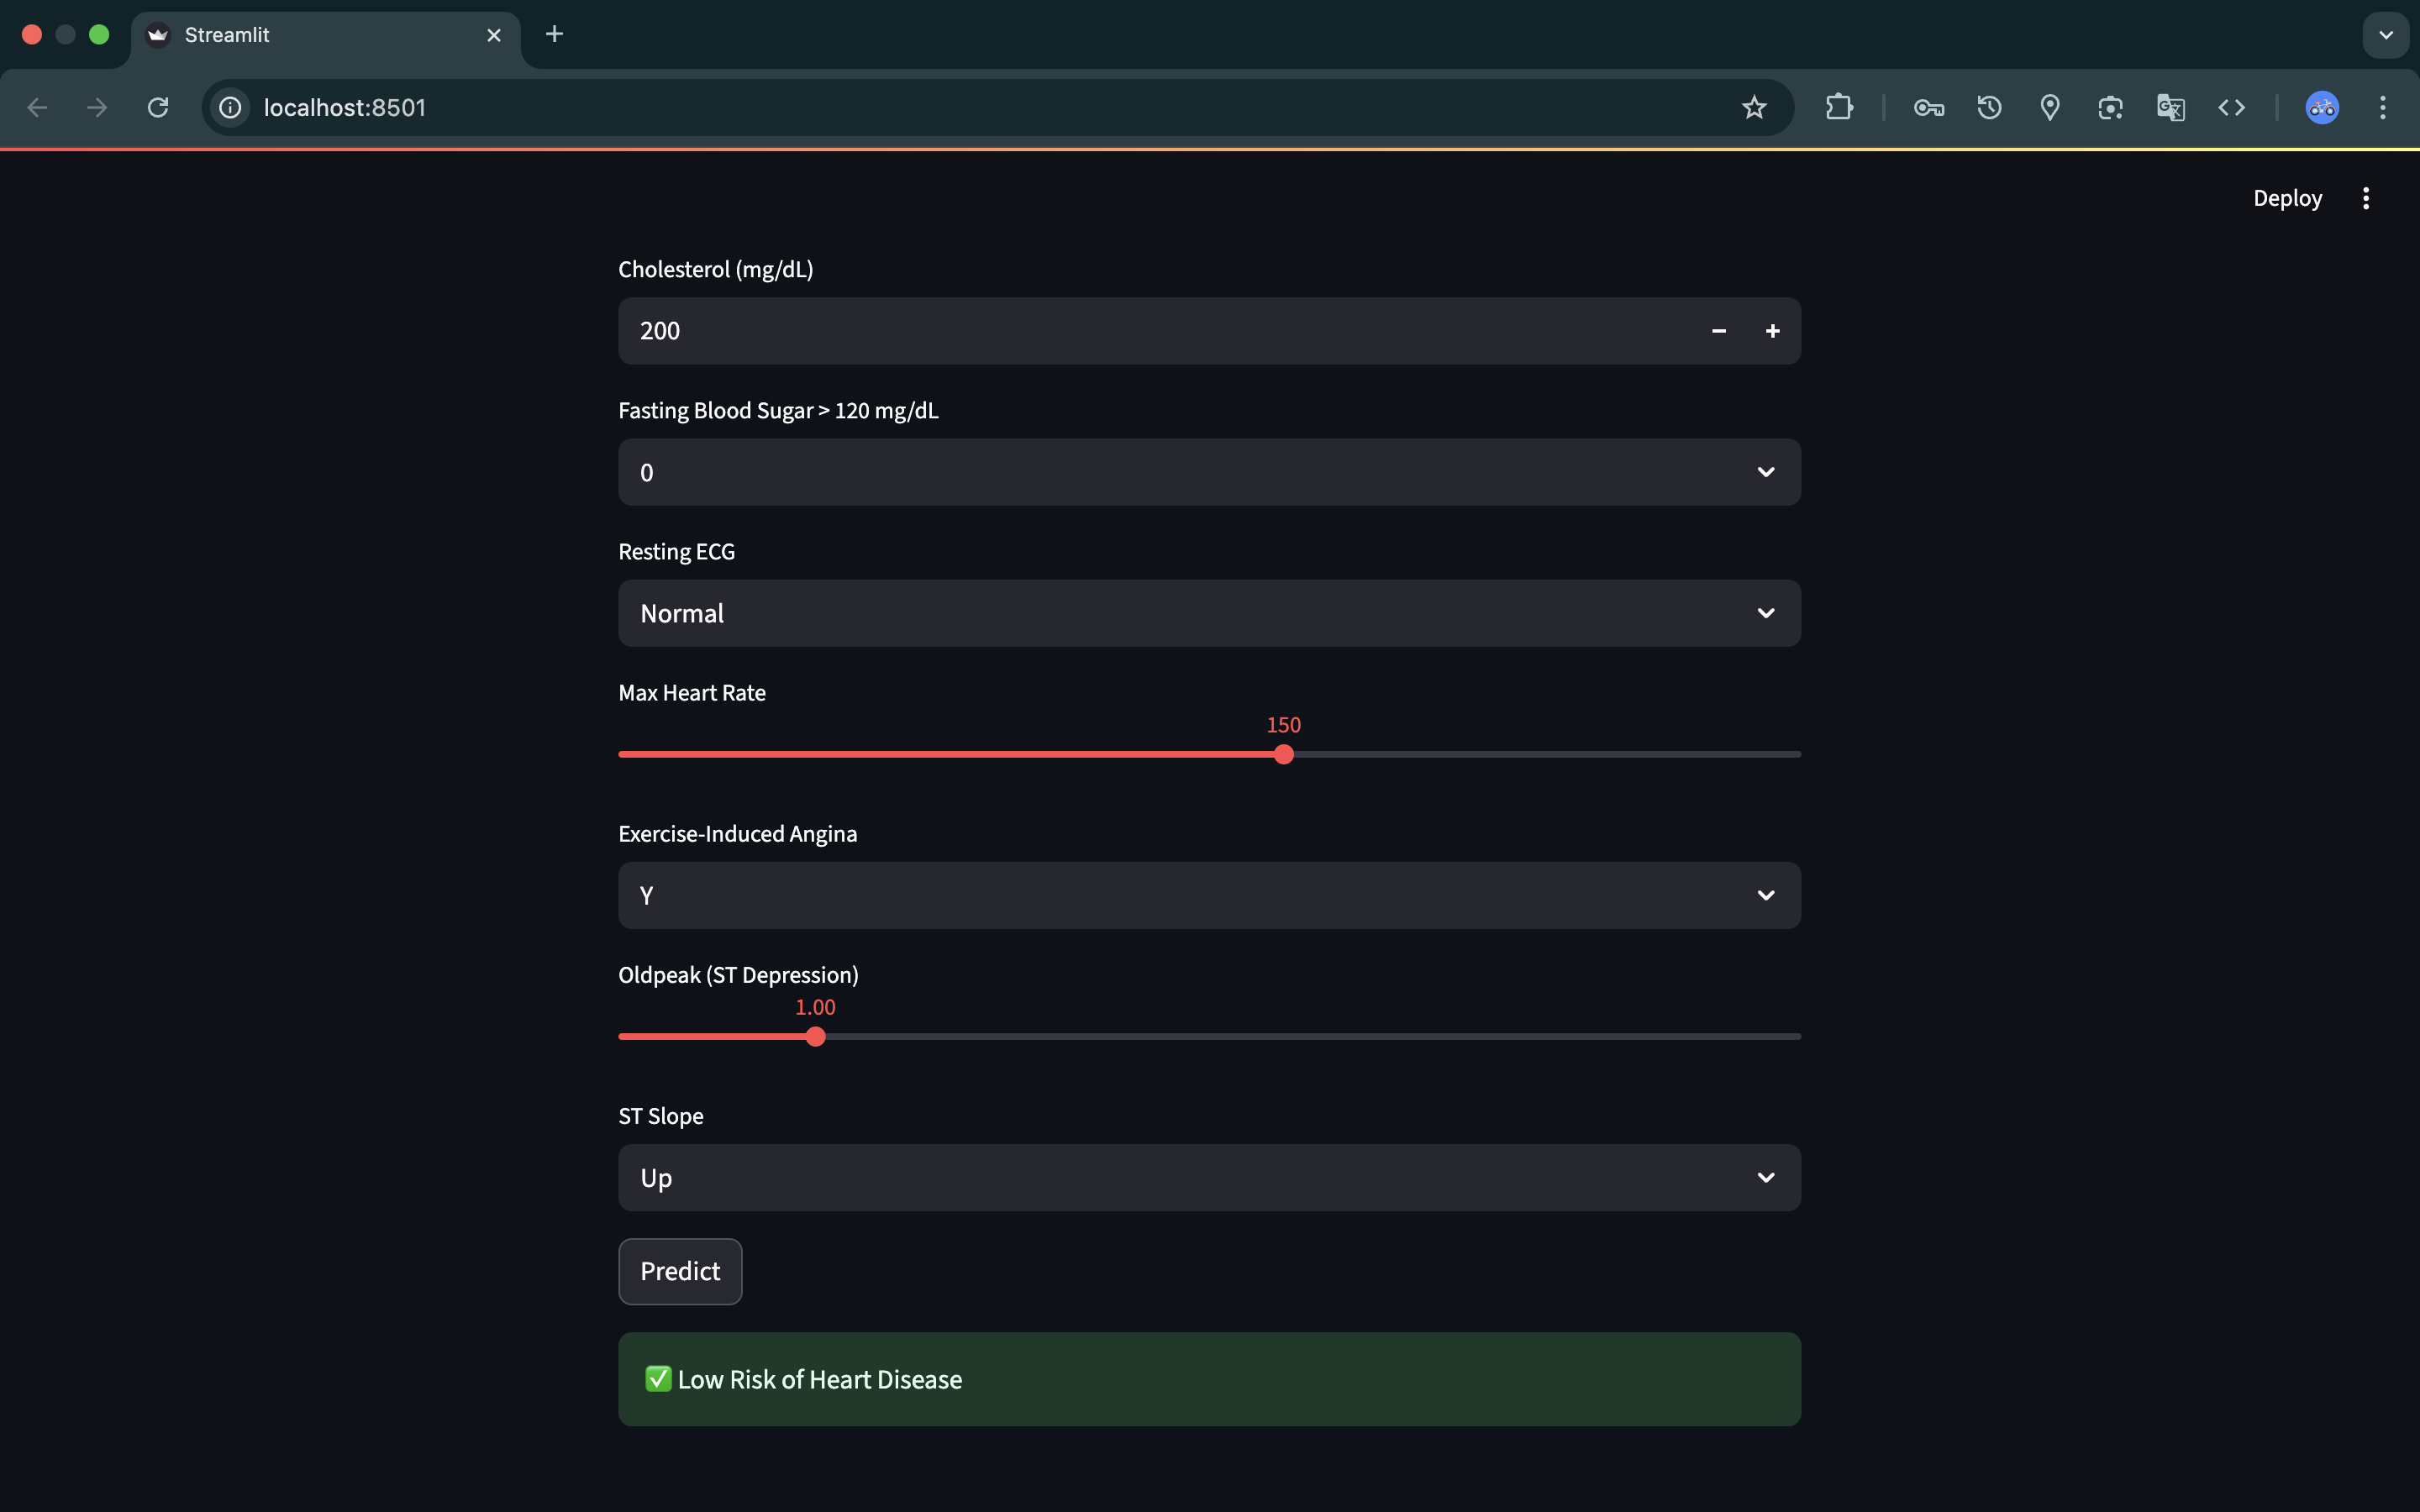 Streamlit
localhost:8501
Deploy
Cholesterol (mg/dL)
200
Fasting Blood Sugar > 120 mg/dL
0
Resting ECG
Normal
Max Heart Rate
150
Exercise-Induced Angina
Y
Oldpeak (ST Depression)
1.00
ST Slope
Up
Predict
✅ Low Risk of Heart Disease